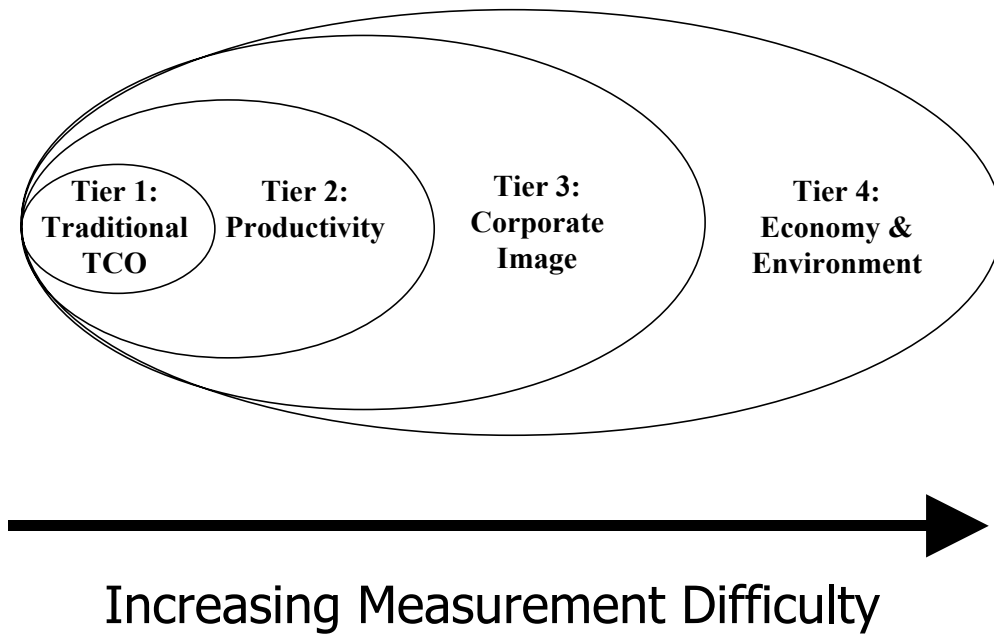 Tier 1:
Traditional
TCO
Tier 2:
Productivity
Tier 3:
Corporate
Image
Tier 4:
Economy &
Environment
Increasing Measurement Difficulty